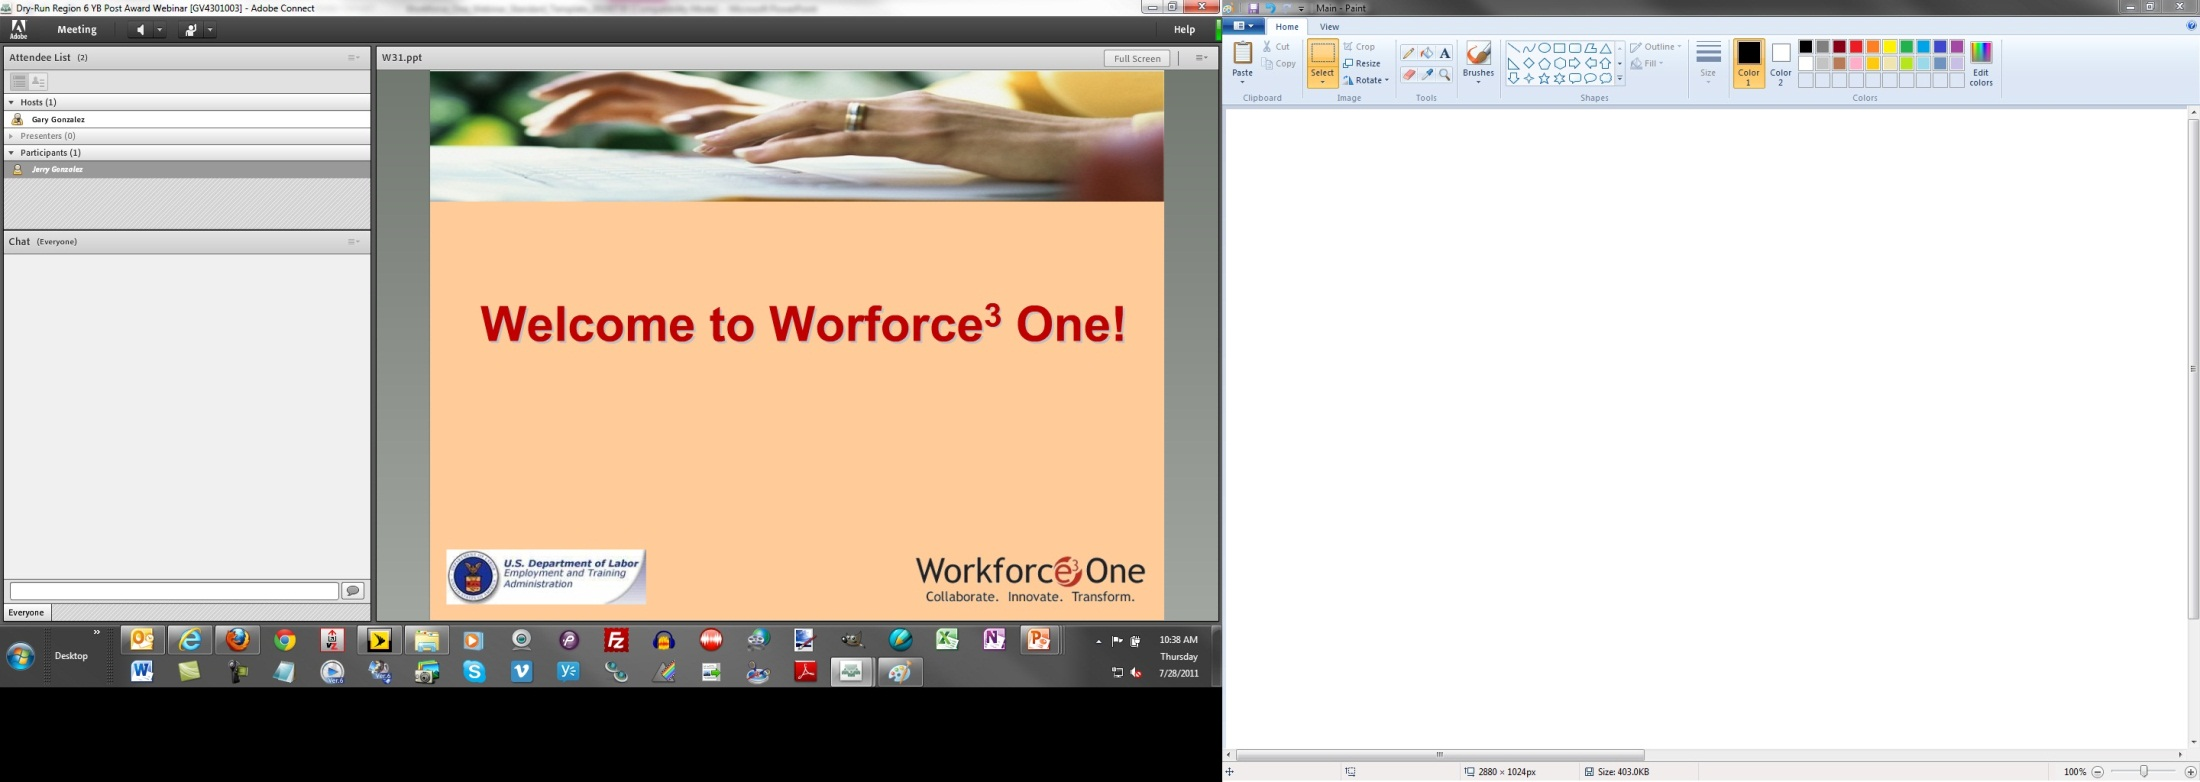 Dry-Run Region 6 YB Post Award Webinar [GV4301003] - Adobe Connect
Adobe
Meeting
Help
Attendee List (2)
Hosts (1)
Gary Gonzalez
Presenters (0)
Participants (1)
Jerry Gonzalez
Chat (Everyone)
Everyone
W31.ppt
Full Screen
Welcome to Worforce³ One!
U.S. Department of Labor
Employment and Training
Administration
Workforce³One
Collaborate. Innovate. Transform.
Desktop
»
10:38 AM
Thursday
7/28/2011
Main - Paint
Home View
Paste
Cut
Copy
Clipboard
Select
Crop
Resize
Rotate
Image
A
Tools
Brushes
Shapes
Outline
Fill
Size
Color
1
Color
2
Edit
colors
Colors
2880 × 1024px
Size: 403.0KB
100%